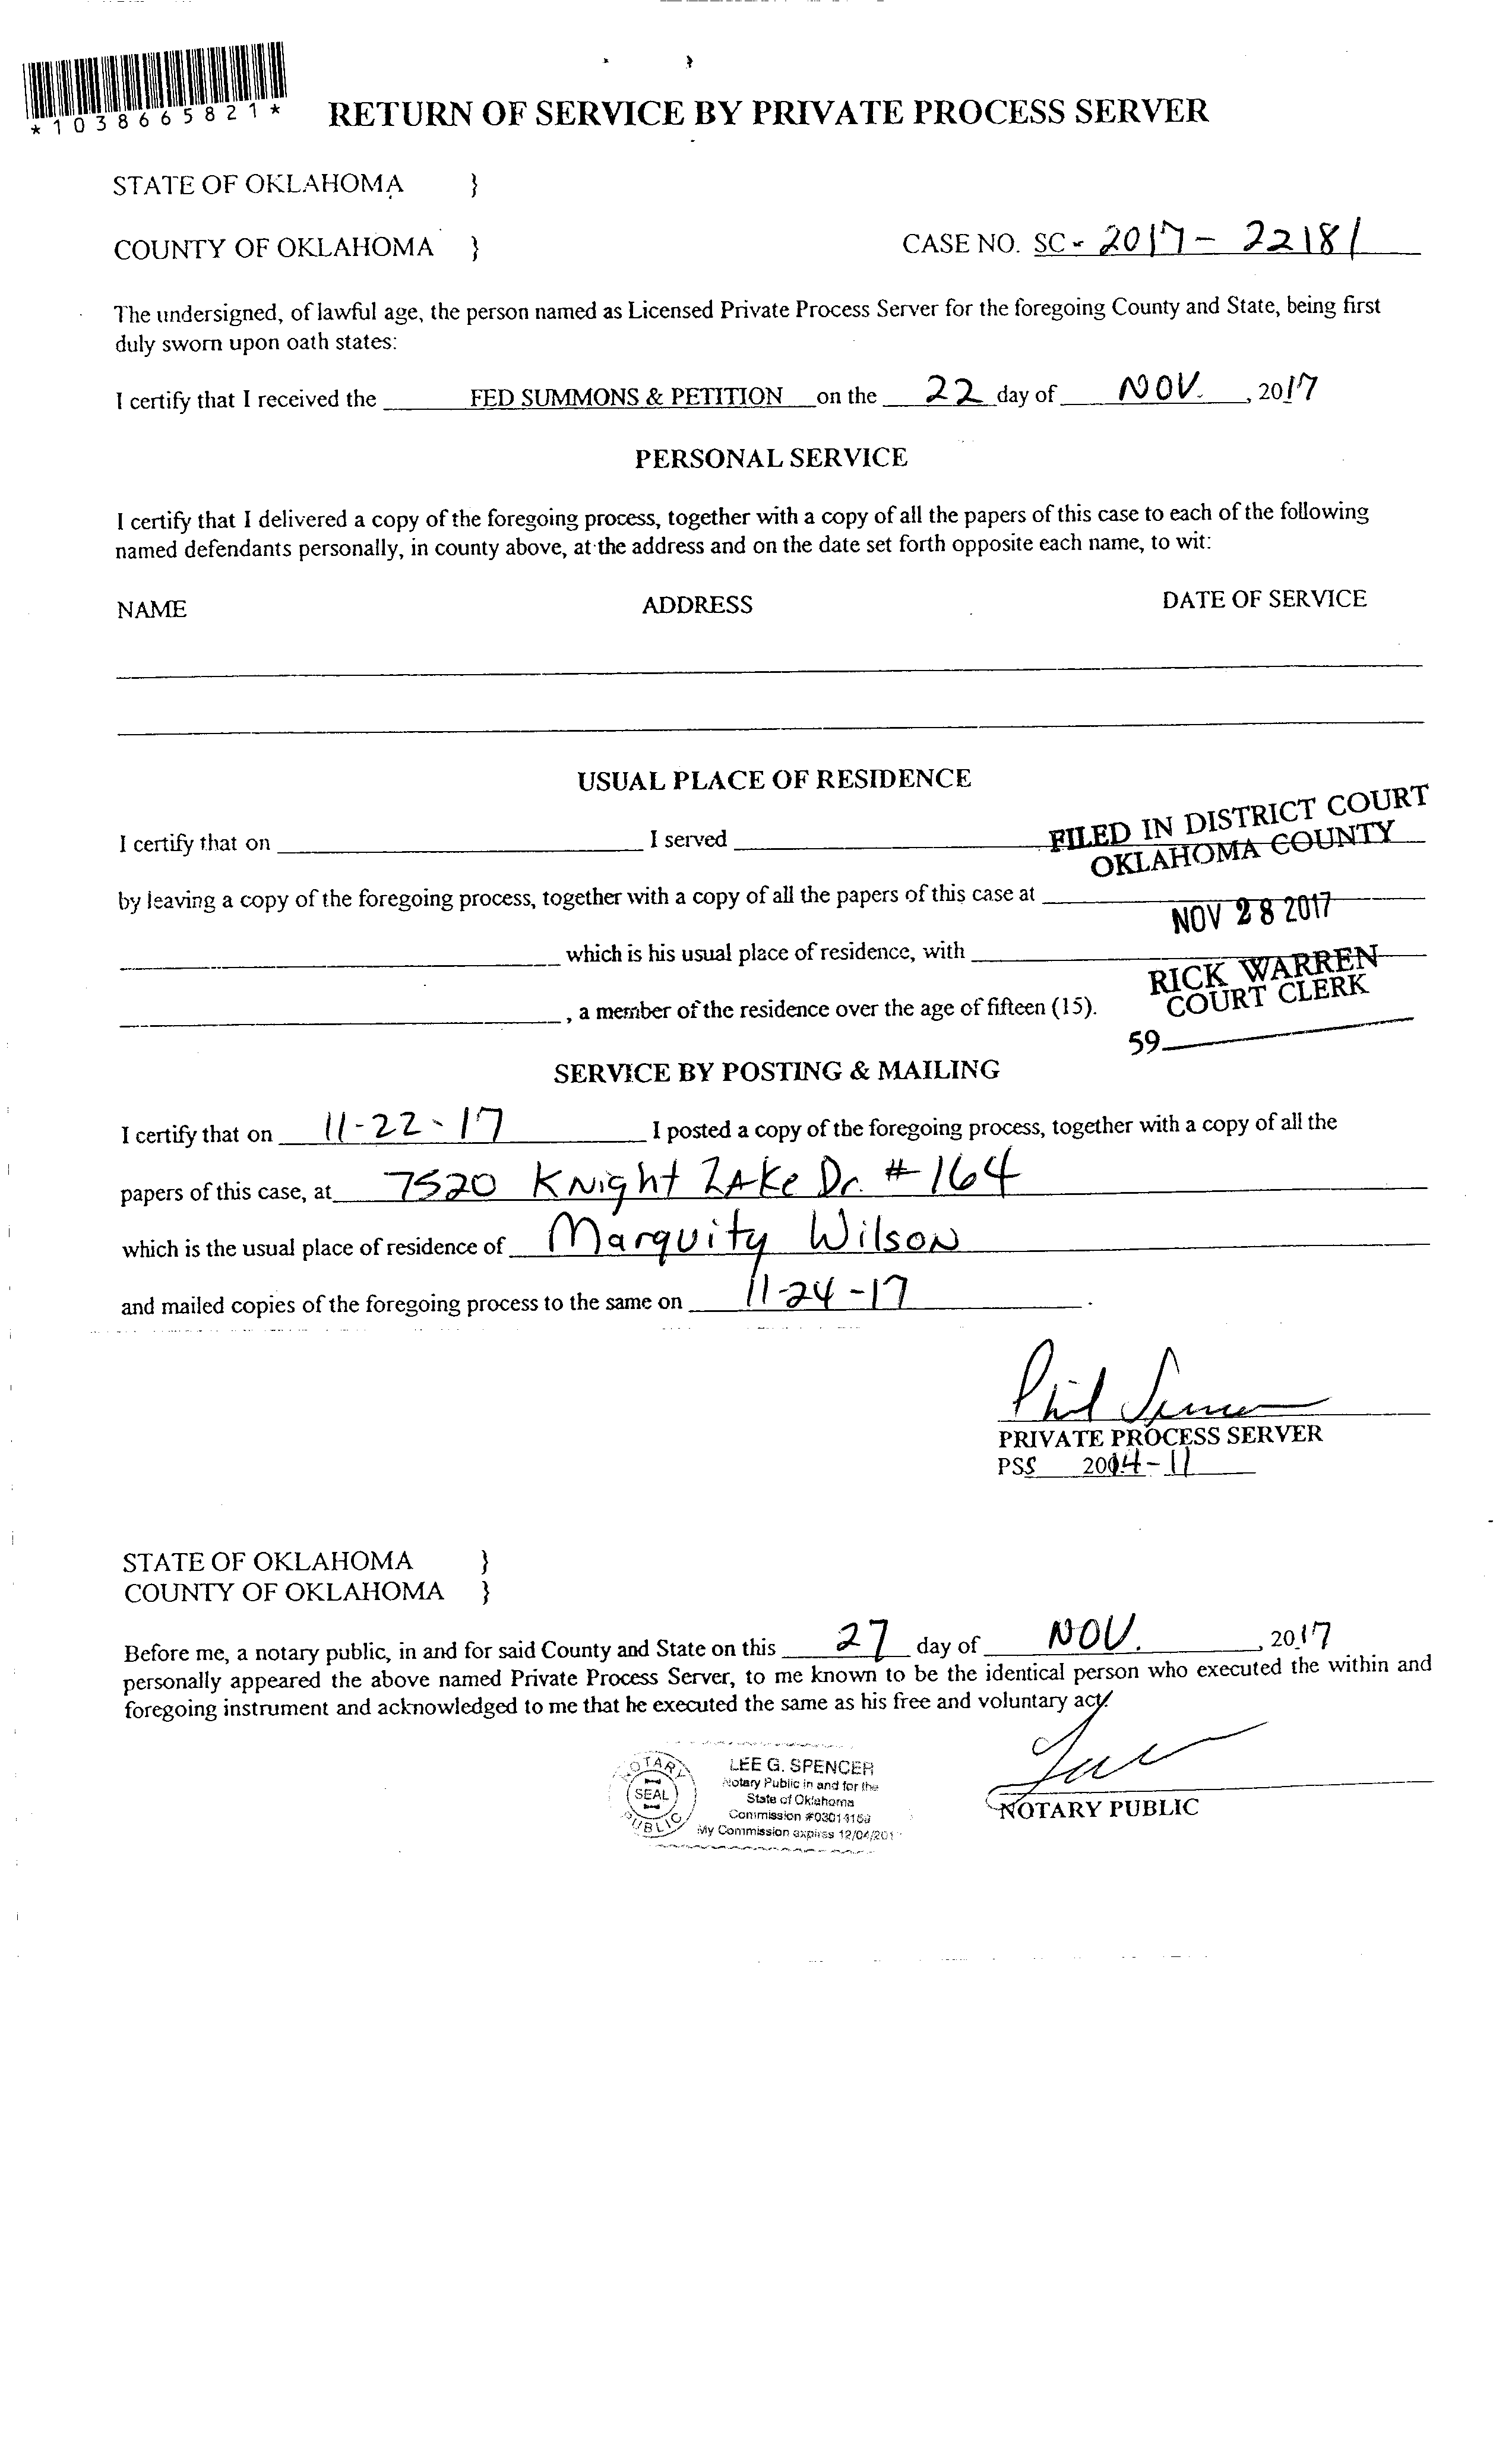 *1038665821*
RETURN OF SERVICE BY PRIVATE PROCESS SERVER
STATE OF OKLAHOMA }
COUNTY OF OKLAHOMA } CASE NO. SC - 2017 - 22181
The undersigned, of lawful age, the person named as Licensed Private Process Server for the foregoing County and State, being first
duly sworn upon oath states:
I certify that I received the FED SUMMONS & PETITION on the 22 day of NOV. , 2017
PERSONAL SERVICE
I certify that I delivered a copy of the foregoing process, together with a copy of all the papers of this case to each of the following
named defendants personally, in county above, at the address and on the date set forth opposite each name, to wit:
NAME ADDRESS DATE OF SERVICE
USUAL PLACE OF RESIDENCE
FILED IN DISTRICT COURT
OKLAHOMA COUNTY
I certify that on I served
by leaving a copy of the foregoing process, together with a copy of all the papers of this case at
NOV 28 2017
which is his usual place of residence, with
RICK WARREN
COURT CLERK
, a member of the residence over the age of fifteen (15).
59
SERVICE BY POSTING & MAILING
I certify that on 11-22-17 I posted a copy of the foregoing process, together with a copy of all the
papers of this case, at 7520 Knight Lake Dr. #164
which is the usual place of residence of Marquity Wilson
and mailed copies of the foregoing process to the same on 11-24-17 .
Phil
PRIVATE PROCESS SERVER
PSS 2004-11
STATE OF OKLAHOMA }
COUNTY OF OKLAHOMA }
Before me, a notary public, in and for said County and State on this 27 day of NOV. , 2017
personally appeared the above named Private Process Server, to me known to be the identical person who executed the within and
foregoing instrument and acknowledged to me that he executed the same as his free and voluntary act.
NOTARY
SEAL
PUBLIC
LEE G. SPENCER
Notary Public in and for the
State of Oklahoma
Commission
My Commission expires
NOTARY PUBLIC